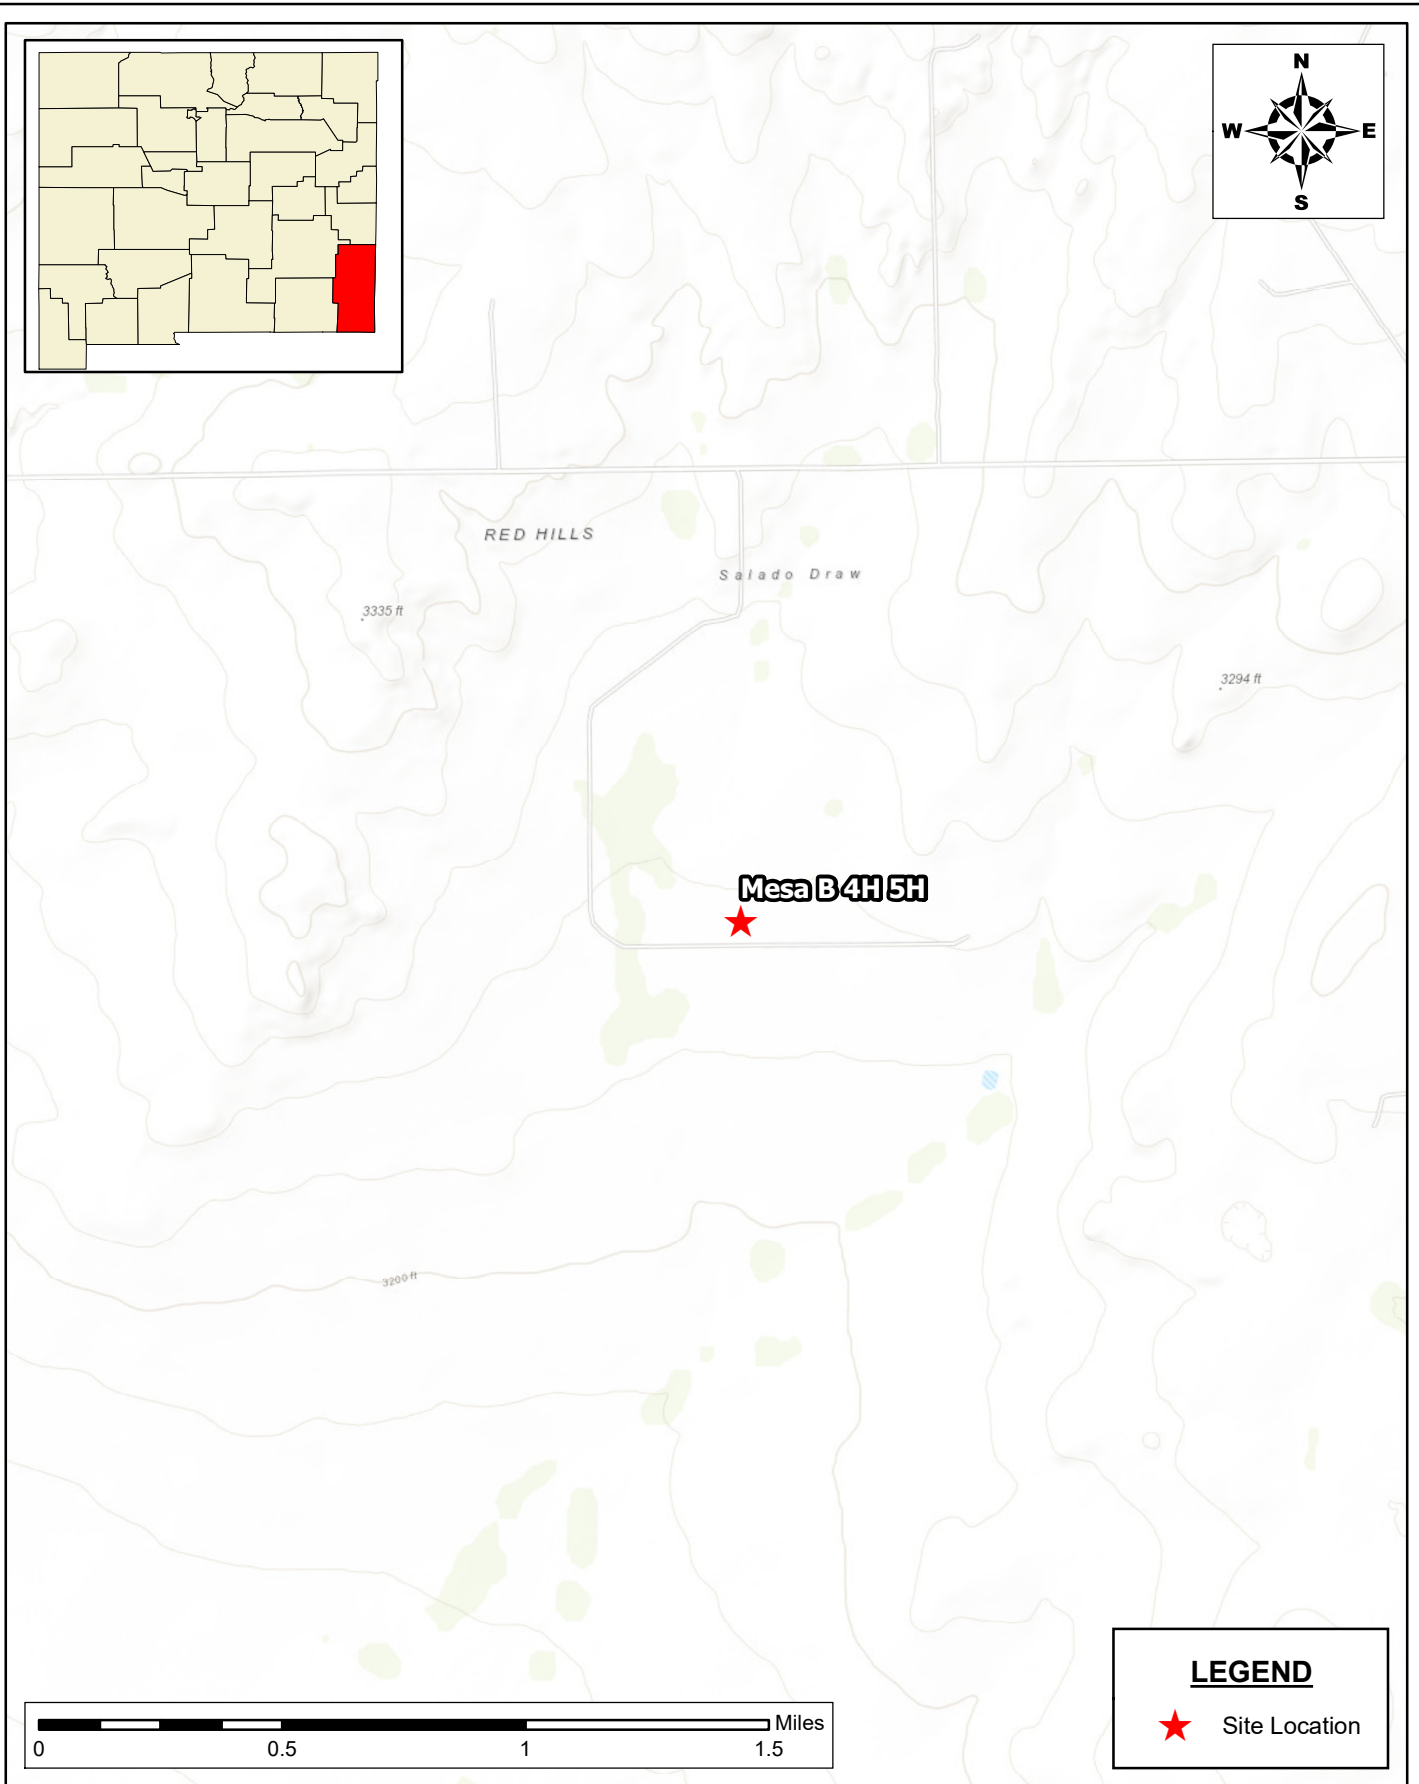 N
W E
S
RED HILLS
Salado Draw
3335 ft
3294 ft
Mesa B 4H 5H
3200 ft
LEGEND
Site Location
Miles
0 0.5 1 1.5